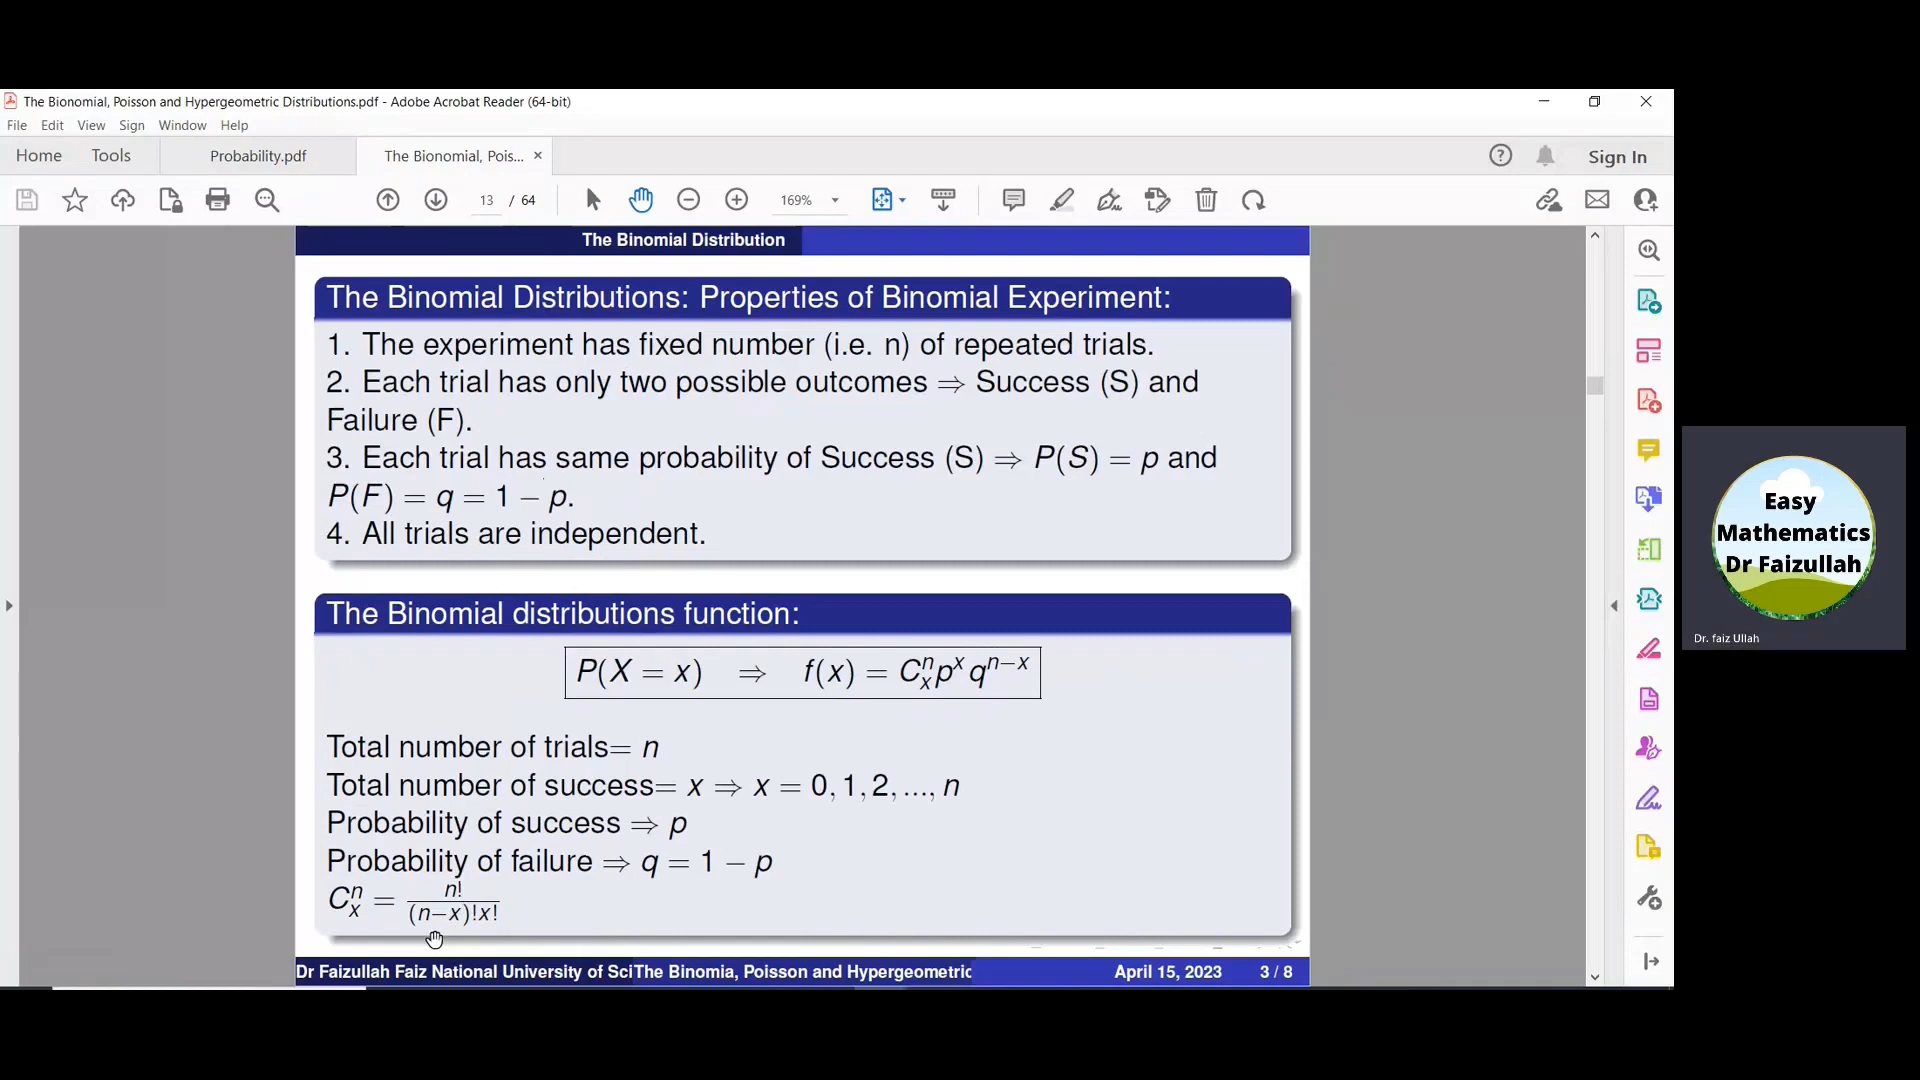 The Bionomial, Poisson and Hypergeometric Distributions.pdf - Adobe Acrobat Reader (64-bit)
File Edit View Sign Window Help
Home Tools Probability.pdf The Bionomial, Pois... × Sign In
13 / 64 169%
The Binomial Distribution
The Binomial Distributions: Properties of Binomial Experiment:
1. The experiment has fixed number (i.e. n) of repeated trials.
2. Each trial has only two possible outcomes ⇒ Success (S) and
Failure (F).
3. Each trial has same probability of Success (S) ⇒ P(S) = p and
P(F) = q = 1 − p.
4. All trials are independent.
The Binomial distributions function:
P(X = x) ⇒ f(x) = C_x^n p^x q^{n−x}
Total number of trials= n
Total number of success= x ⇒ x = 0, 1, 2, ..., n
Probability of success ⇒ p
Probability of failure ⇒ q = 1 − p
C_x^n = n! / (n−x)!x!
Dr Faizullah Faiz National University of Sci The Binomia, Poisson and Hypergeometric April 15, 2023 3 / 8
Easy
Mathematics
Dr Faizullah
Dr. faiz Ullah